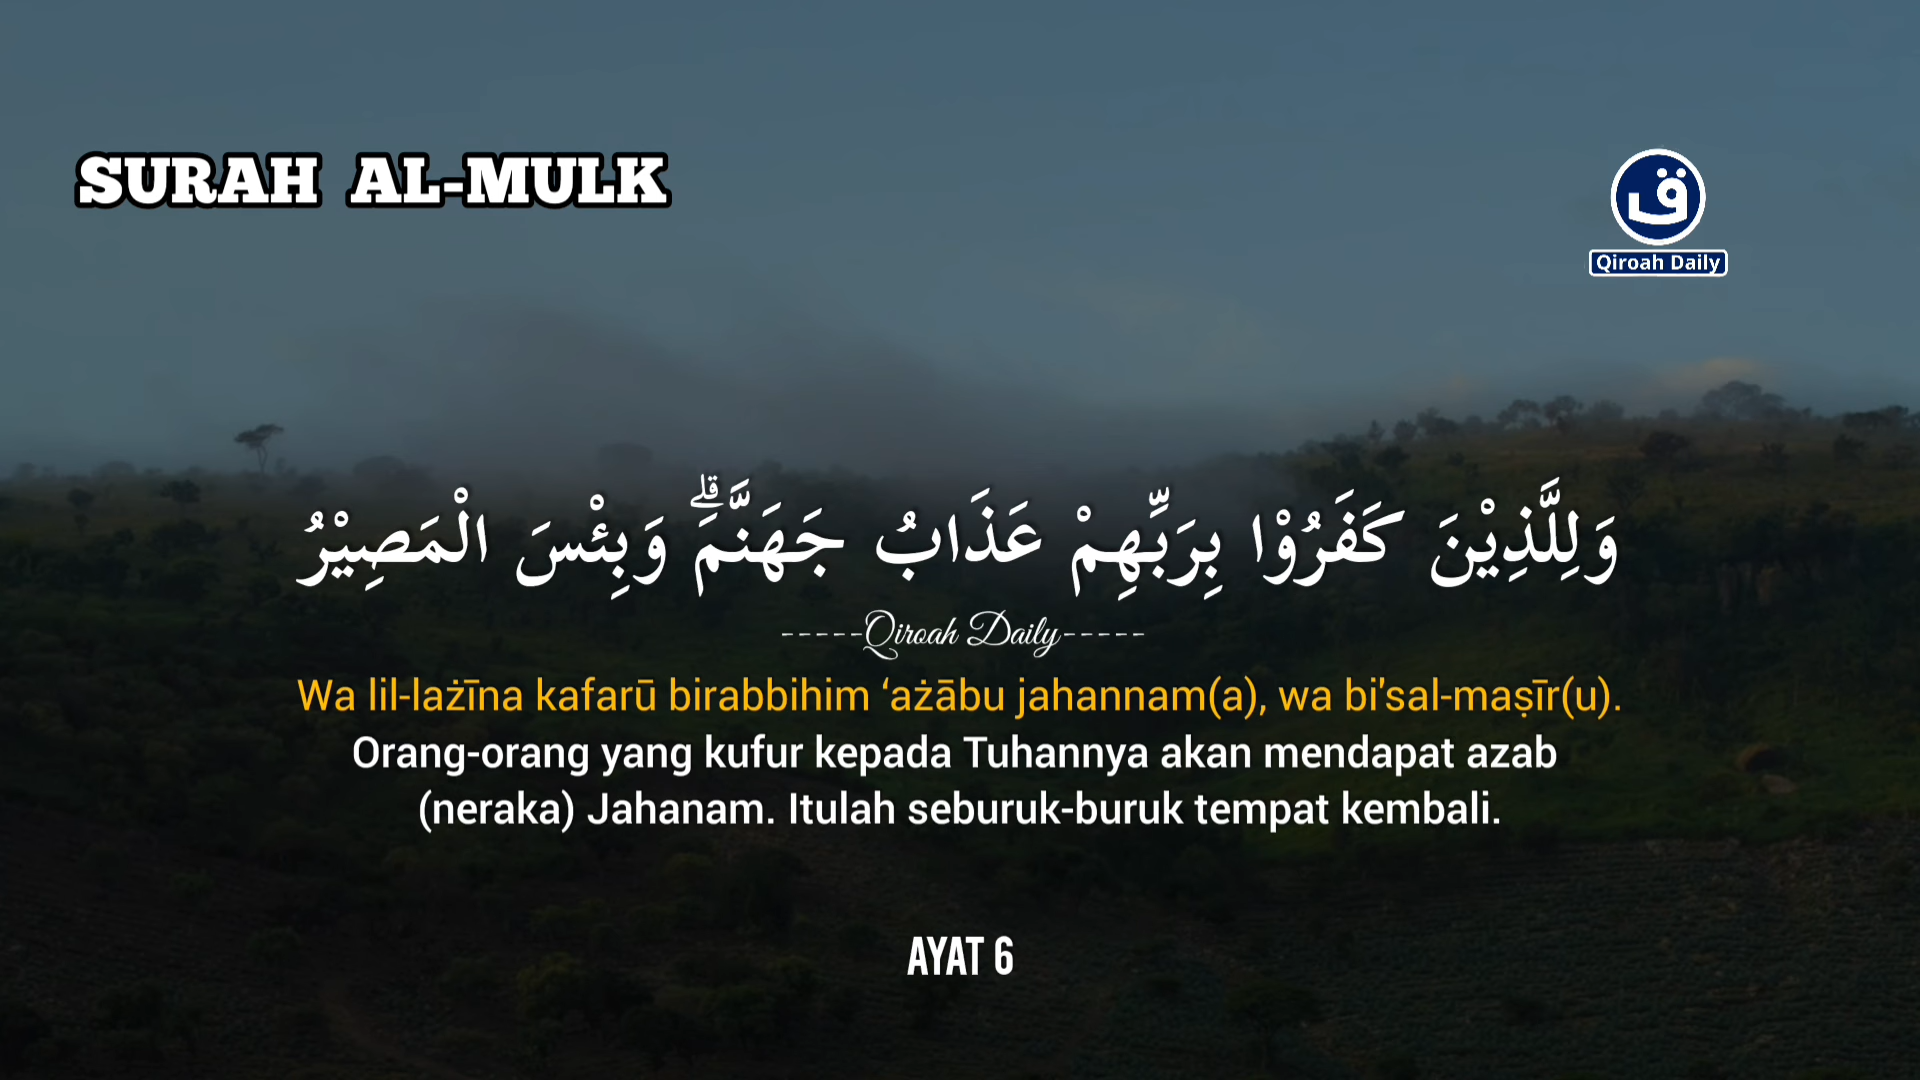 SURAH AL-MULK
ق
Qiroah Daily
وَلِلَّذِيْنَ كَفَرُوْا بِرَبِّهِمْ عَذَابُ جَهَنَّمَۗ وَبِئْسَ الْمَصِيْرُ
-----Qiroah Daily-----
Wa lil-lażīna kafarū birabbihim ‘ażābu jahannam(a), wa bi'sal-maṣīr(u).
Orang-orang yang kufur kepada Tuhannya akan mendapat azab
(neraka) Jahanam. Itulah seburuk-buruk tempat kembali.
AYAT 6